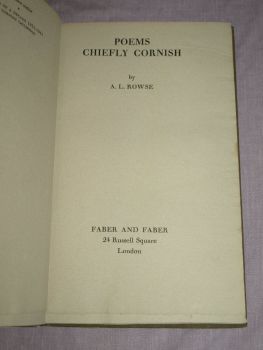 POEMS
CHIEFLY CORNISH
by
A. L. ROWSE
FABER AND FABER
24 Russell Square
London